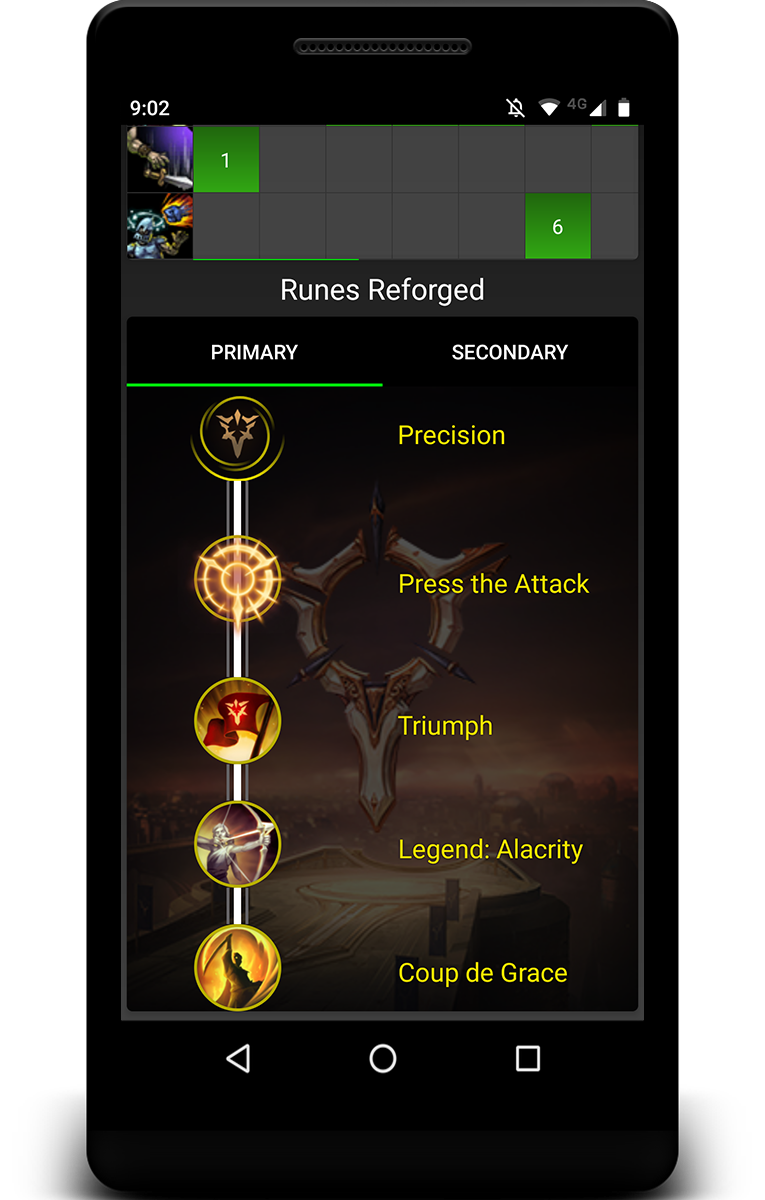 9:02
4G
1
6
Runes Reforged
PRIMARY
SECONDARY
Precision
Press the Attack
Triumph
Legend: Alacrity
Coup de Grace